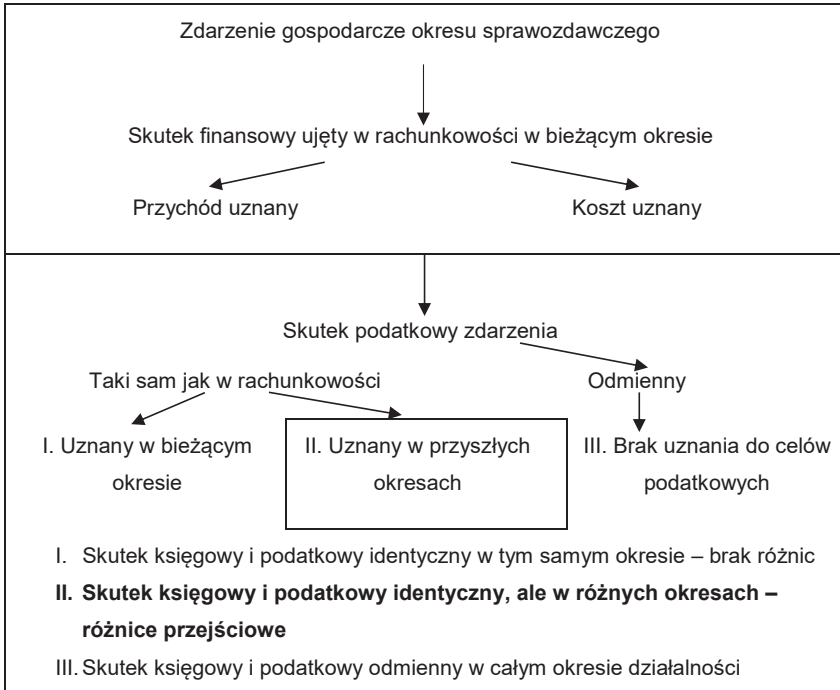 Zdarzenie gospodarcze okresu sprawozdawczego
Skutek finansowy ujęty w rachunkowości w bieżącym okresie
Przychód uznany
Koszt uznany
Skutek podatkowy zdarzenia
Taki sam jak w rachunkowości
Odmienny
I. Uznany w bieżącym
okresie
II. Uznany w przyszłych
okresach
III. Brak uznania do celów
podatkowych
I. Skutek księgowy i podatkowy identyczny w tym samym okresie – brak różnic
II. Skutek księgowy i podatkowy identyczny, ale w różnych okresach –
różnice przejściowe
III. Skutek księgowy i podatkowy odmienny w całym okresie działalności